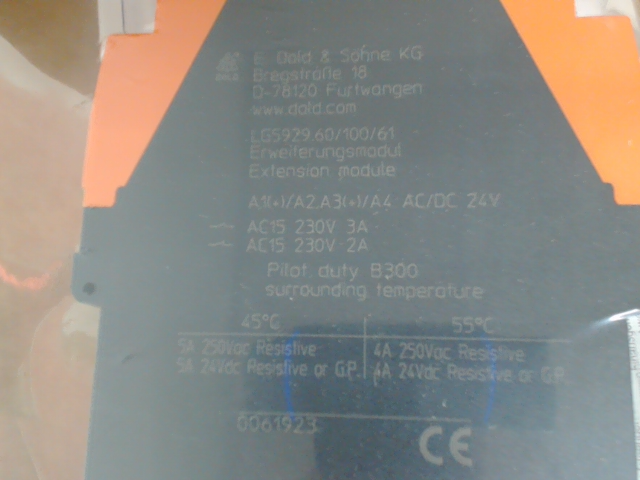 DOLD
E. Dold & Söhne KG
Bregstraße 18
D-78120 Furtwangen
www.dold.com
LG5929.60/100/61
Erweiterungsmodul
Extension module
A1(+)/A2,A3(+)/A4 AC/DC 24V
AC15 230V 3A
AC15 230V 2A
Pilot duty B300
surrounding temperature
45°C 55°C
5A 250Vac Resistive 4A 250Vac Resistive
5A 24Vdc Resistive or G.P. 4A 24Vdc Resistive or G.P.
0061923
CE